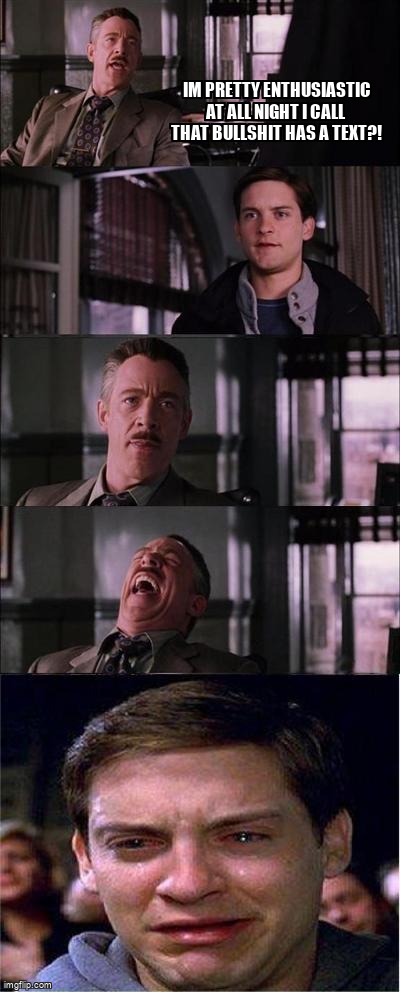 IM PRETTY ENTHUSIASTIC
AT ALL NIGHT I CALL
THAT BULLSHIT HAS A TEXT?!
imgflip.com